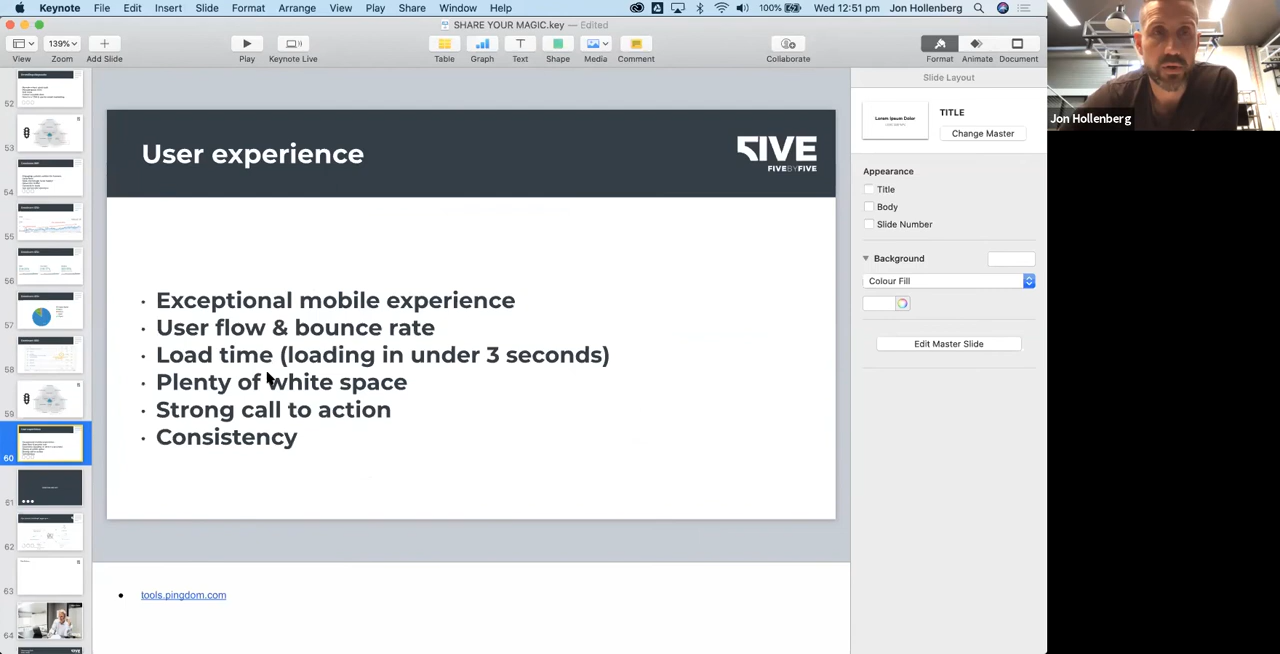 Keynote File Edit Insert Slide Format Arrange View Play Share Window Help 100% Wed 12:51 pm Jon Hollenberg
SHARE YOUR MAGIC.key — Edited
139%
View Zoom Add Slide Play Keynote Live Table Graph Text Shape Media Comment Collaborate Format Animate Document
52
53
54
55
56
57
58
59
60
61
62
63
64
User experience
FIVE
FIVEBYFIVE
· Exceptional mobile experience
· User flow & bounce rate
· Load time (loading in under 3 seconds)
· Plenty of white space
· Strong call to action
· Consistency
• tools.pingdom.com
Slide Layout
Lorem Ipsum Dolor
TITLE
Change Master
Appearance
Title
Body
Slide Number
Background
Colour Fill
Edit Master Slide
Jon Hollenberg